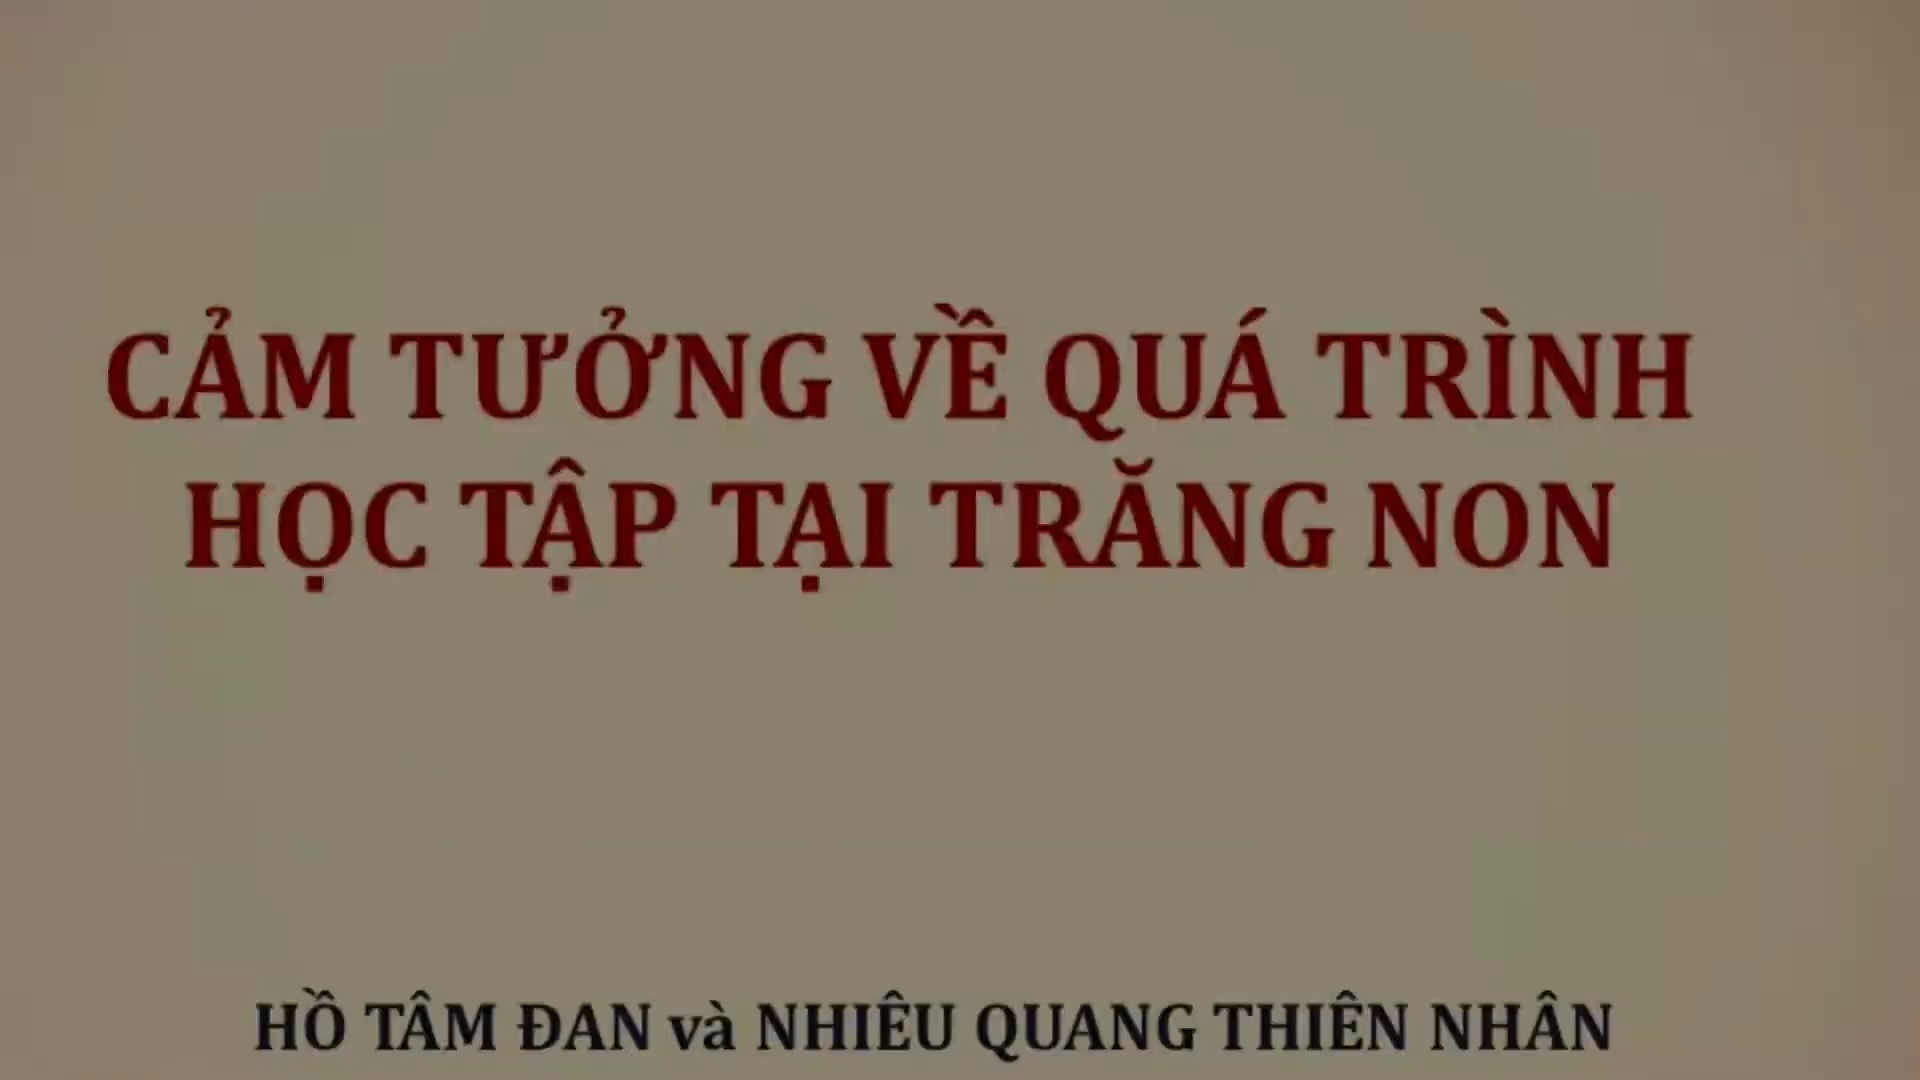 CẢM TƯỞNG VỀ QUÁ TRÌNH
HỌC TẬP TẠI TRĂNG NON
HỒ TÂM ĐAN và NHIÊU QUANG THIÊN NHÂN